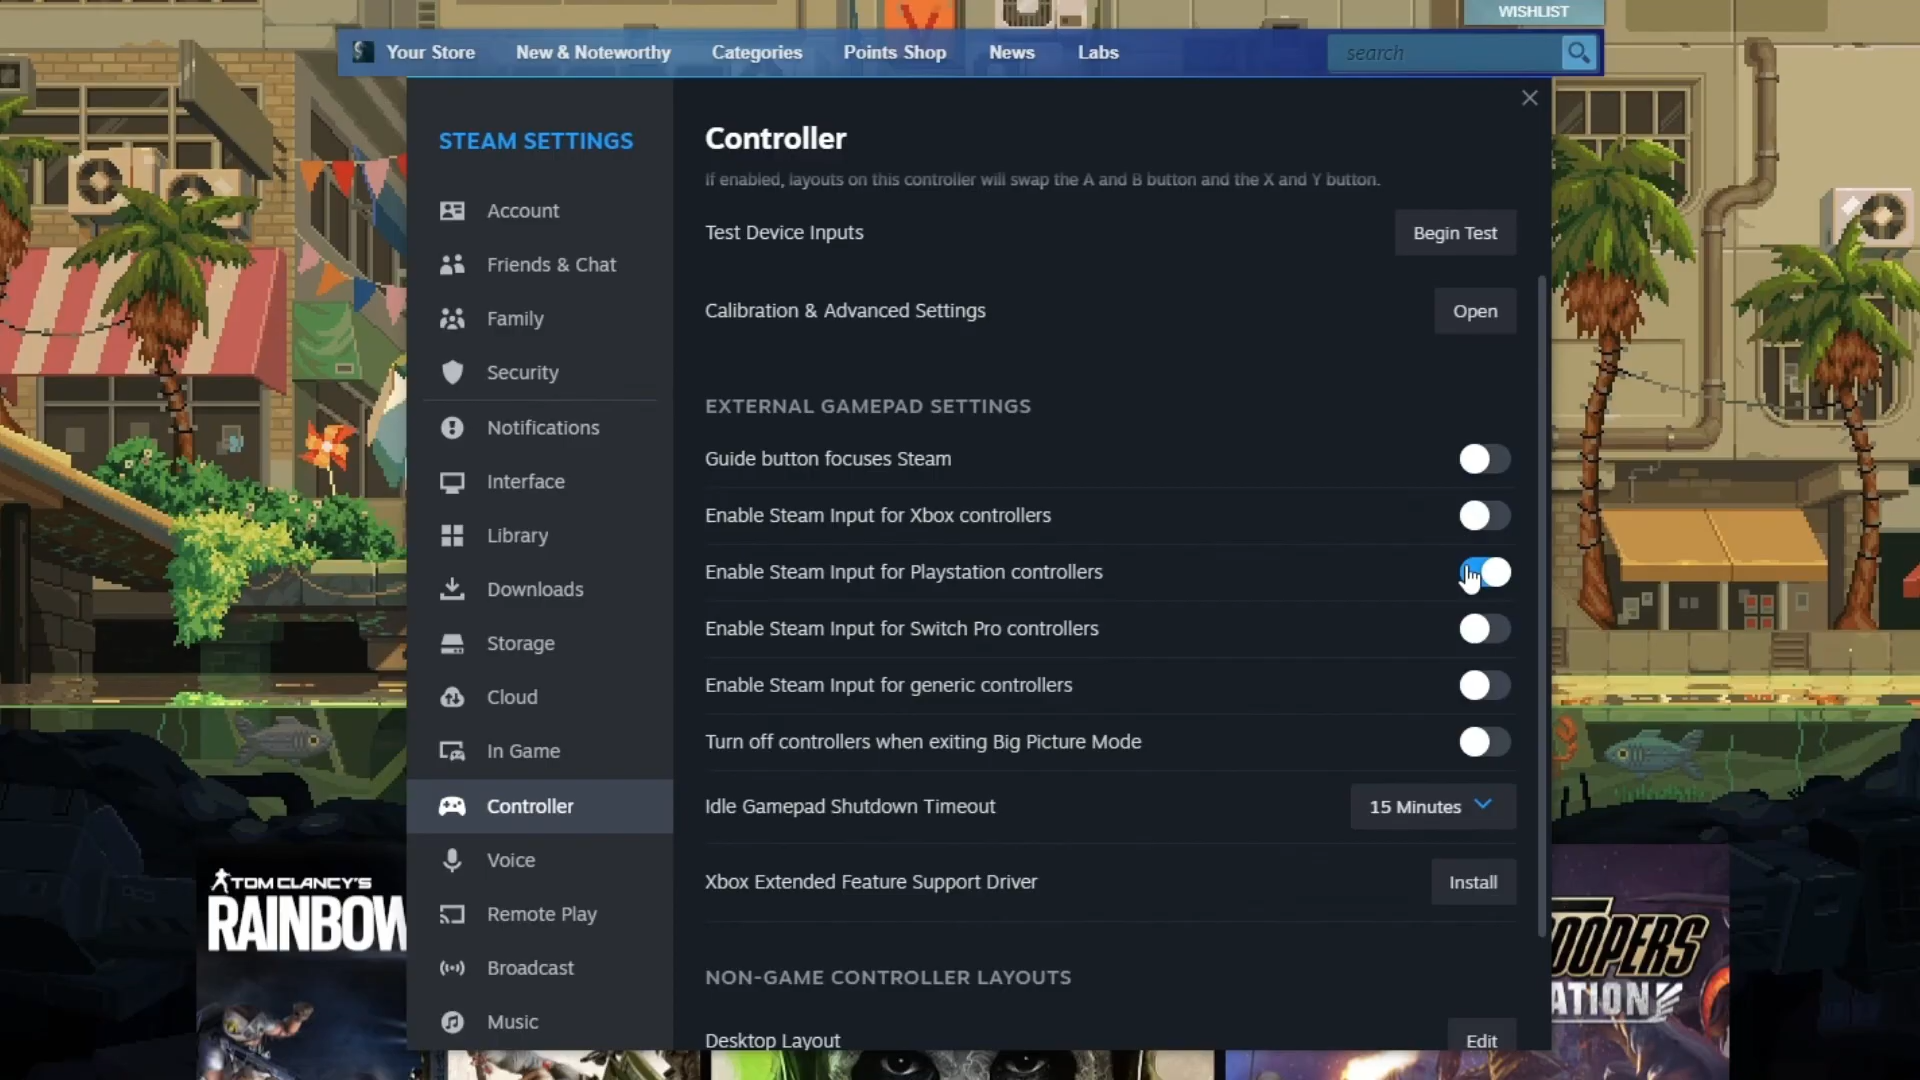 WISHLIST
Your Store New & Noteworthy Categories Points Shop News Labs search
STEAM SETTINGS
Account
Friends & Chat
Family
Security
Notifications
Interface
Library
Downloads
Storage
Cloud
In Game
Controller
Voice
Remote Play
Broadcast
Music
Controller
If enabled, layouts on this controller will swap the A and B button and the X and Y button.
Test Device Inputs Begin Test
Calibration & Advanced Settings Open
EXTERNAL GAMEPAD SETTINGS
Guide button focuses Steam
Enable Steam Input for Xbox controllers
Enable Steam Input for Playstation controllers
Enable Steam Input for Switch Pro controllers
Enable Steam Input for generic controllers
Turn off controllers when exiting Big Picture Mode
Idle Gamepad Shutdown Timeout 15 Minutes
Xbox Extended Feature Support Driver Install
NON-GAME CONTROLLER LAYOUTS
Desktop Layout Edit
TOM CLANCY'S
RAINBOW
OOPERS
ATION